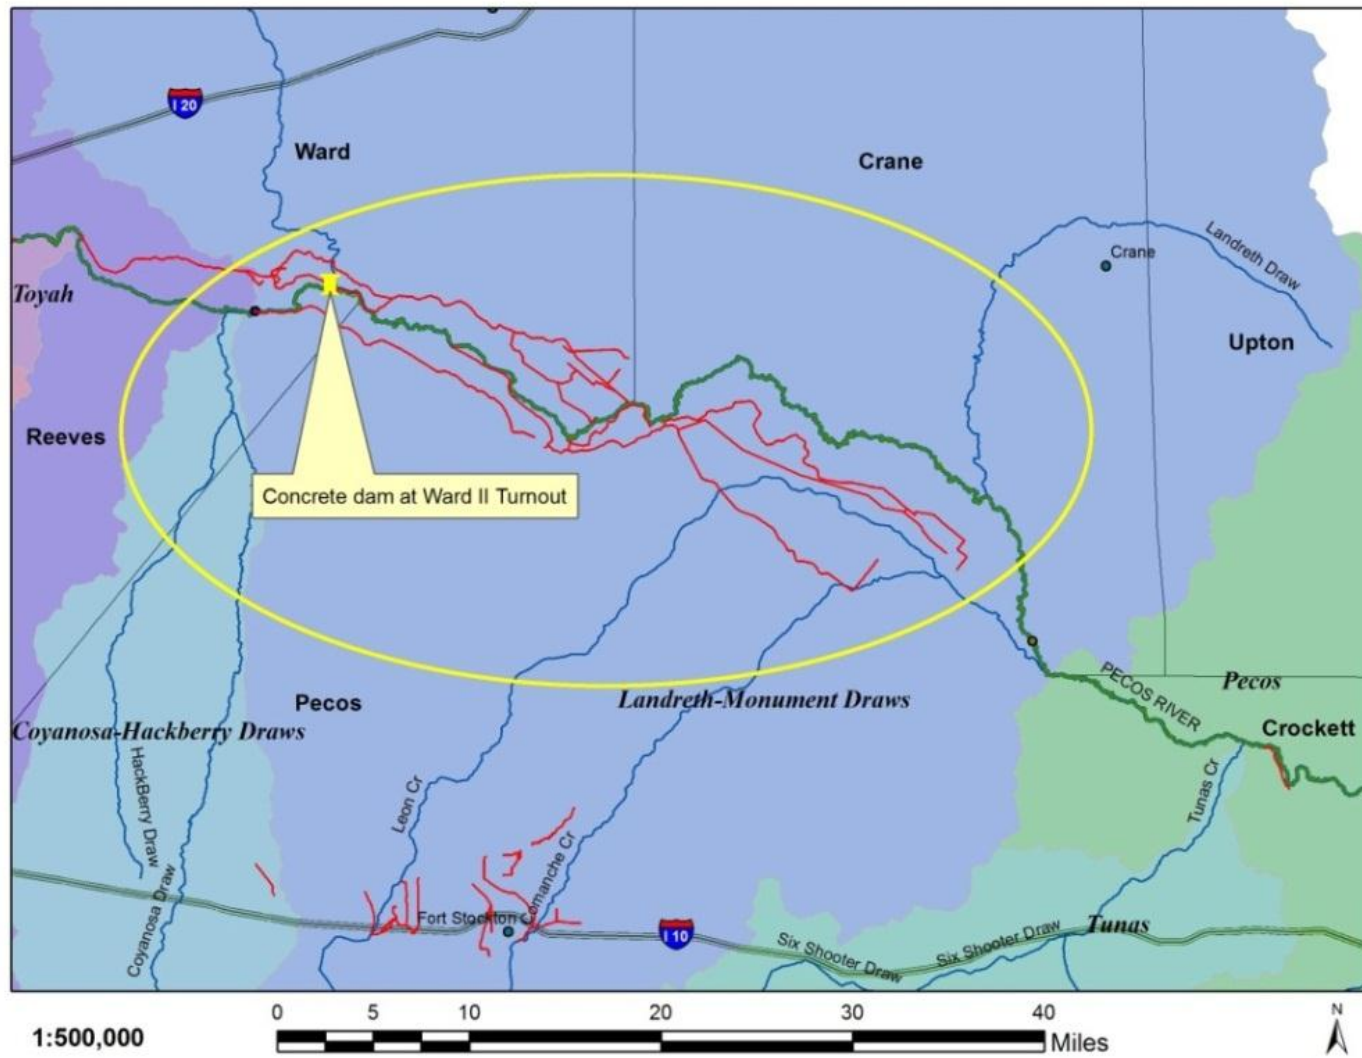 I 20
Ward
Crane
Landreth Draw
Crane
Toyah
Upton
Reeves
Concrete dam at Ward II Turnout
Pecos
Landreth-Monument Draws
PECOS RIVER
Pecos
Coyanosa-Hackberry Draws
Crockett
HackBerry Draw
Leon Cr
Tunas Cr
Comanche Cr
Coyanosa Draw
Fort Stockton
I 10
Six Shooter Draw
Six Shooter Draw
Tunas
1:500,000
0 5 10 20 30 40
Miles
N